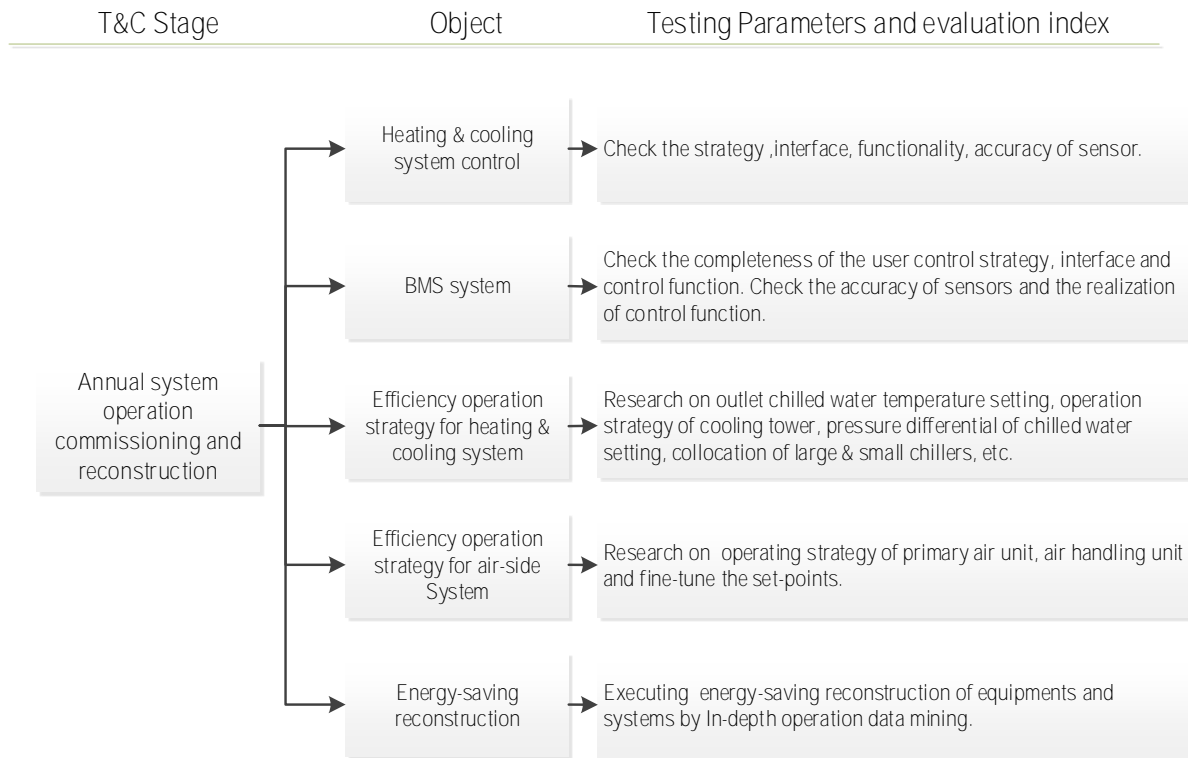 T&C Stage
Object
Testing Parameters and evaluation index
Annual system
operation
commissioning and
reconstruction
Heating & cooling
system control
Check the strategy ,interface, functionality, accuracy of sensor.
BMS system
Check the completeness of the user control strategy, interface and
control function. Check the accuracy of sensors and the realization
of control function.
Efficiency operation
strategy for heating &
cooling system
Research on outlet chilled water temperature setting, operation
strategy of cooling tower, pressure differential of chilled water
setting, collocation of large & small chillers, etc.
Efficiency operation
strategy for air-side
System
Research on  operating strategy of primary air unit, air handling unit
and fine-tune the set-points.
Energy-saving
reconstruction
Executing  energy-saving reconstruction of equipments and
systems by In-depth operation data mining.